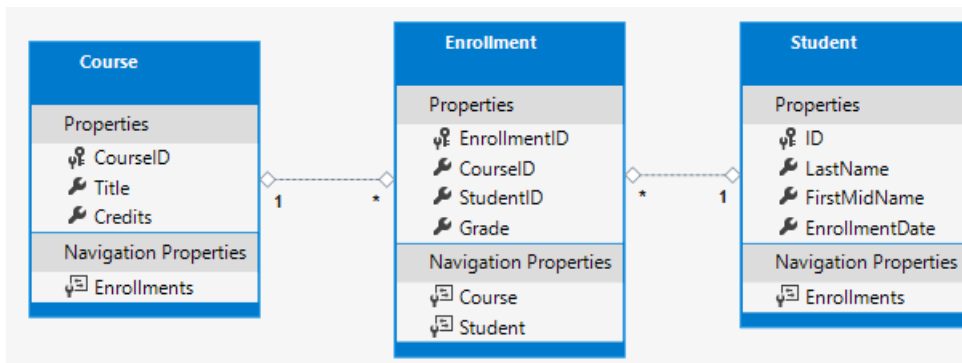 Course
Properties
CourseID
Title
Credits
Navigation Properties
Enrollments
1
*
Enrollment
Properties
EnrollmentID
CourseID
StudentID
Grade
Navigation Properties
Course
Student
*
1
Student
Properties
ID
LastName
FirstMidName
EnrollmentDate
Navigation Properties
Enrollments